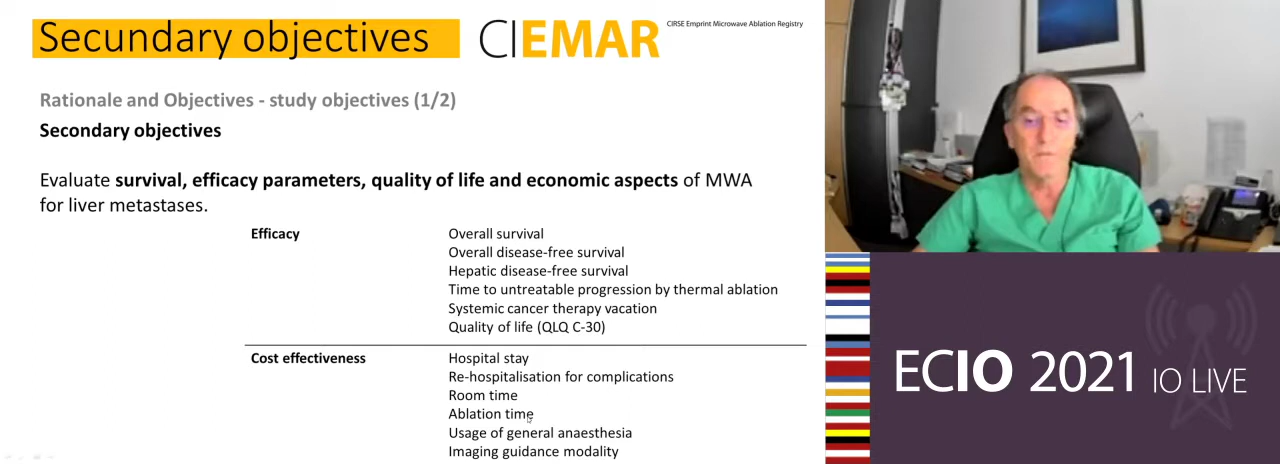 Secundary objectives
CIEMAR
CIRSE Emprint Microwave Ablation Registry
Rationale and Objectives - study objectives (1/2)
Secondary objectives
Evaluate survival, efficacy parameters, quality of life and economic aspects of MWA
for liver metastases.
Efficacy
Overall survival
Overall disease-free survival
Hepatic disease-free survival
Time to untreatable progression by thermal ablation
Systemic cancer therapy vacation
Quality of life (QLQ C-30)
Cost effectiveness
Hospital stay
Re-hospitalisation for complications
Room time
Ablation time
Usage of general anaesthesia
Imaging guidance modality
ECIO 2021 IO LIVE